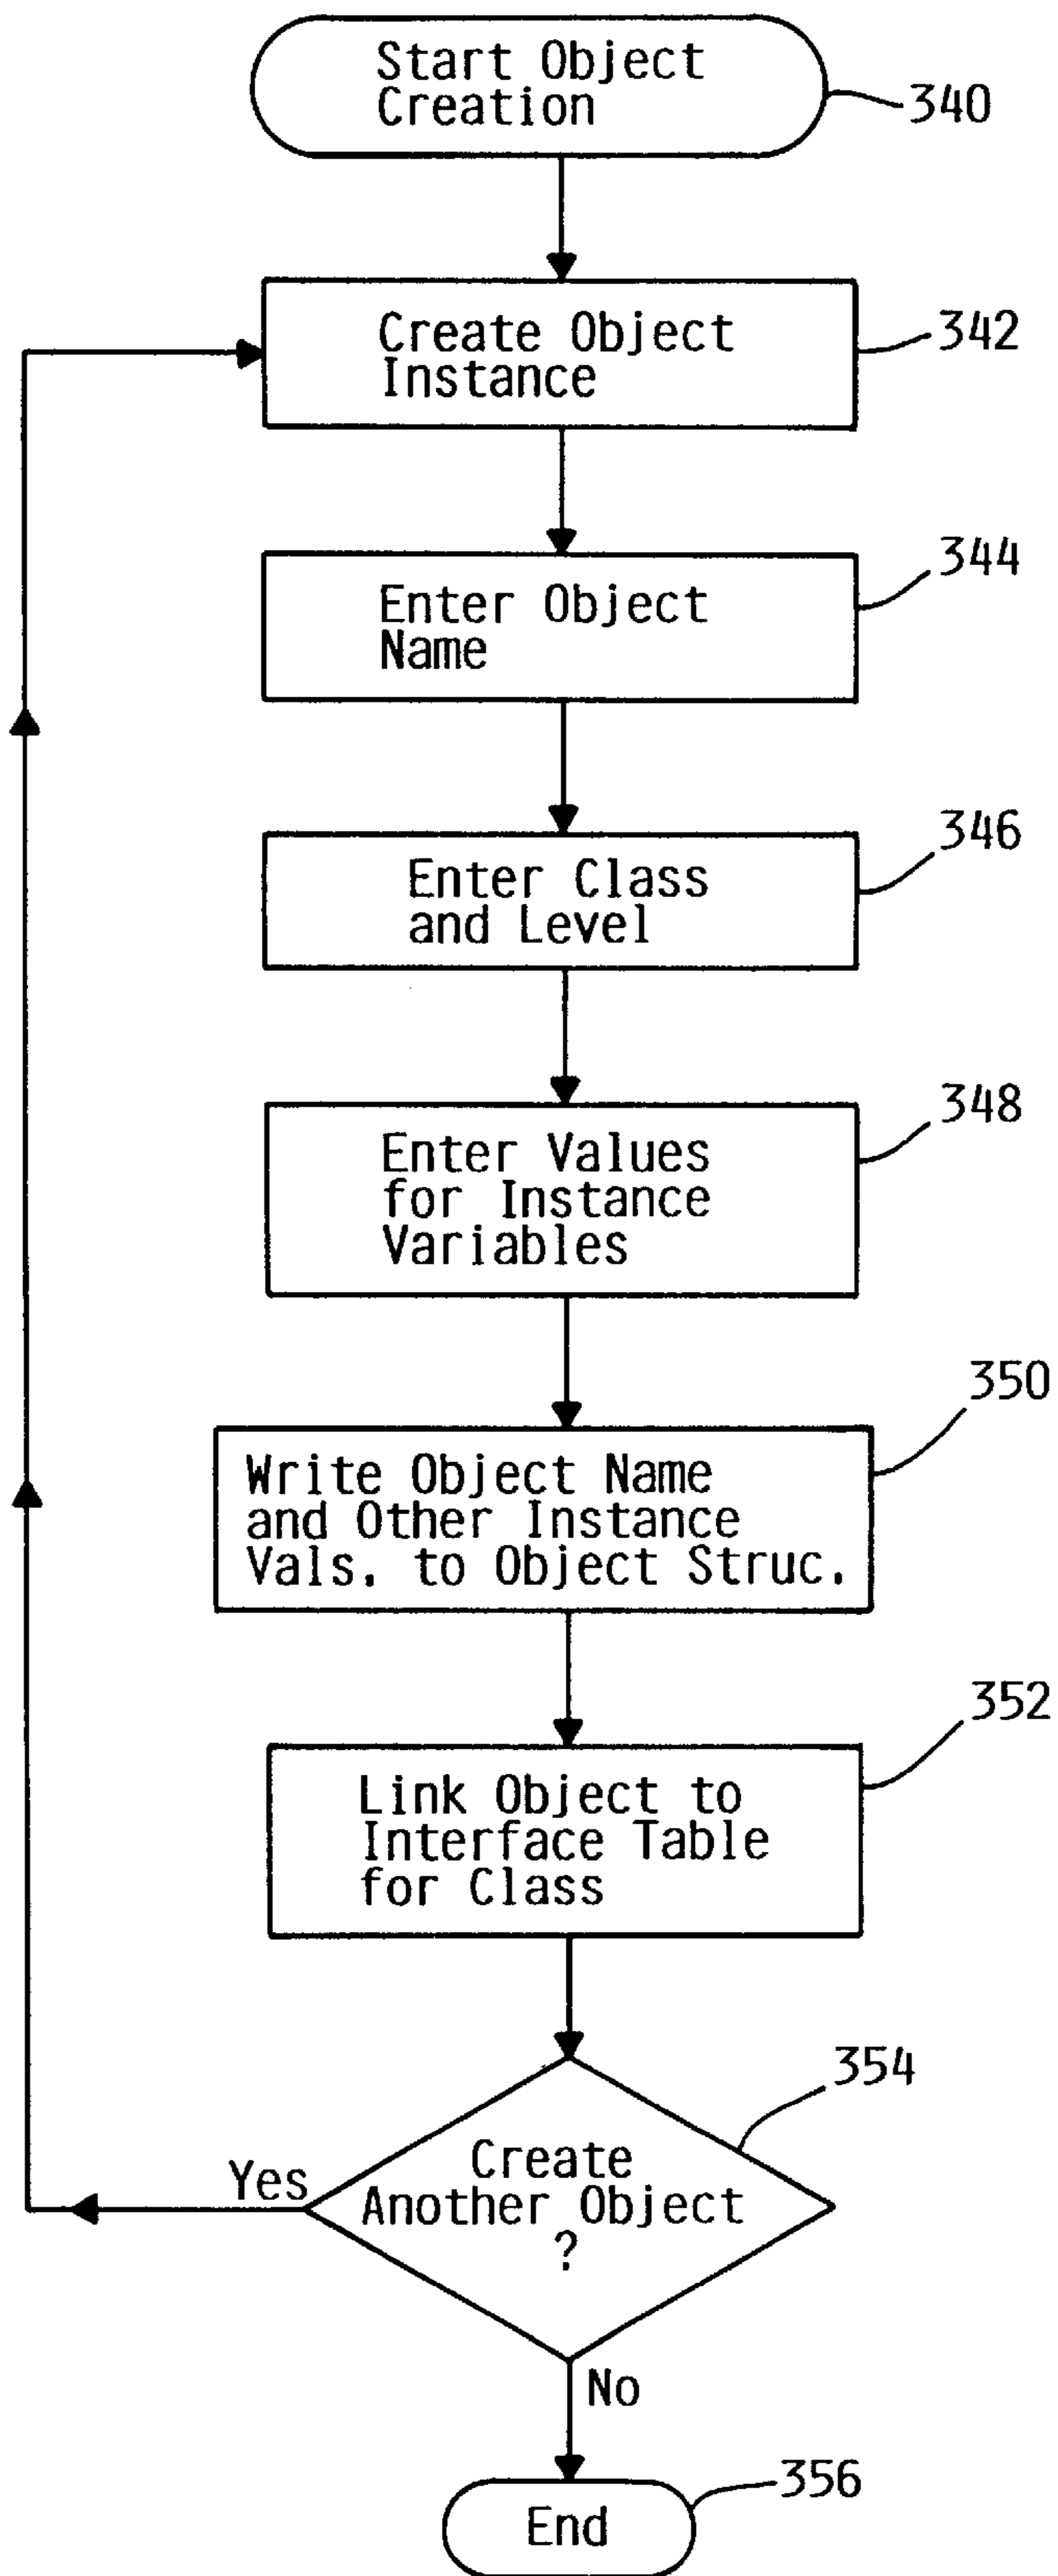 Start Object
Creation
340
Create Object
Instance
342
Enter Object
Name
344
Enter Class
and Level
346
Enter Values
for Instance
Variables
348
Write Object Name
and Other Instance
Vals. to Object Struc.
350
Link Object to
Interface Table
for Class
352
Create
Another Object
?
354
Yes
No
End
356